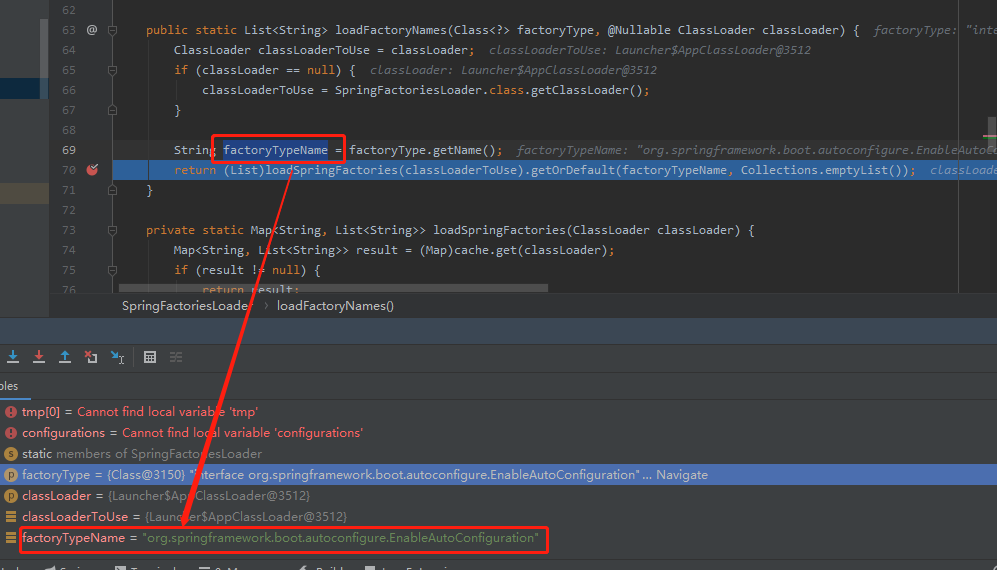 62
63 @ public static List<String> loadFactoryNames(Class<?> factoryType, @Nullable ClassLoader classLoader) { factoryType: "inte
64 ClassLoader classLoaderToUse = classLoader; classLoaderToUse: Launcher$AppClassLoader@3512
65 if (classLoader == null) { classLoader: Launcher$AppClassLoader@3512
66 classLoaderToUse = SpringFactoriesLoader.class.getClassLoader();
67 }
68
69 String factoryTypeName = factoryType.getName(); factoryTypeName: "org.springframework.boot.autoconfigure.EnableAutoCo
70 return (List)loadSpringFactories(classLoaderToUse).getOrDefault(factoryTypeName, Collections.emptyList()); classLoade
71 }
72
73 private static Map<String, List<String>> loadSpringFactories(ClassLoader classLoader) {
74 Map<String, List<String>> result = (Map)cache.get(classLoader);
75 if (result != null) {
76 return result;
SpringFactoriesLoader › loadFactoryNames()
bles
tmp[0] = Cannot find local variable 'tmp'
configurations = Cannot find local variable 'configurations'
s static members of SpringFactoriesLoader
p factoryType = {Class@3150} "interface org.springframework.boot.autoconfigure.EnableAutoConfiguration"... Navigate
p classLoader = {Launcher$AppClassLoader@3512}
classLoaderToUse = {Launcher$AppClassLoader@3512}
factoryTypeName = "org.springframework.boot.autoconfigure.EnableAutoConfiguration"